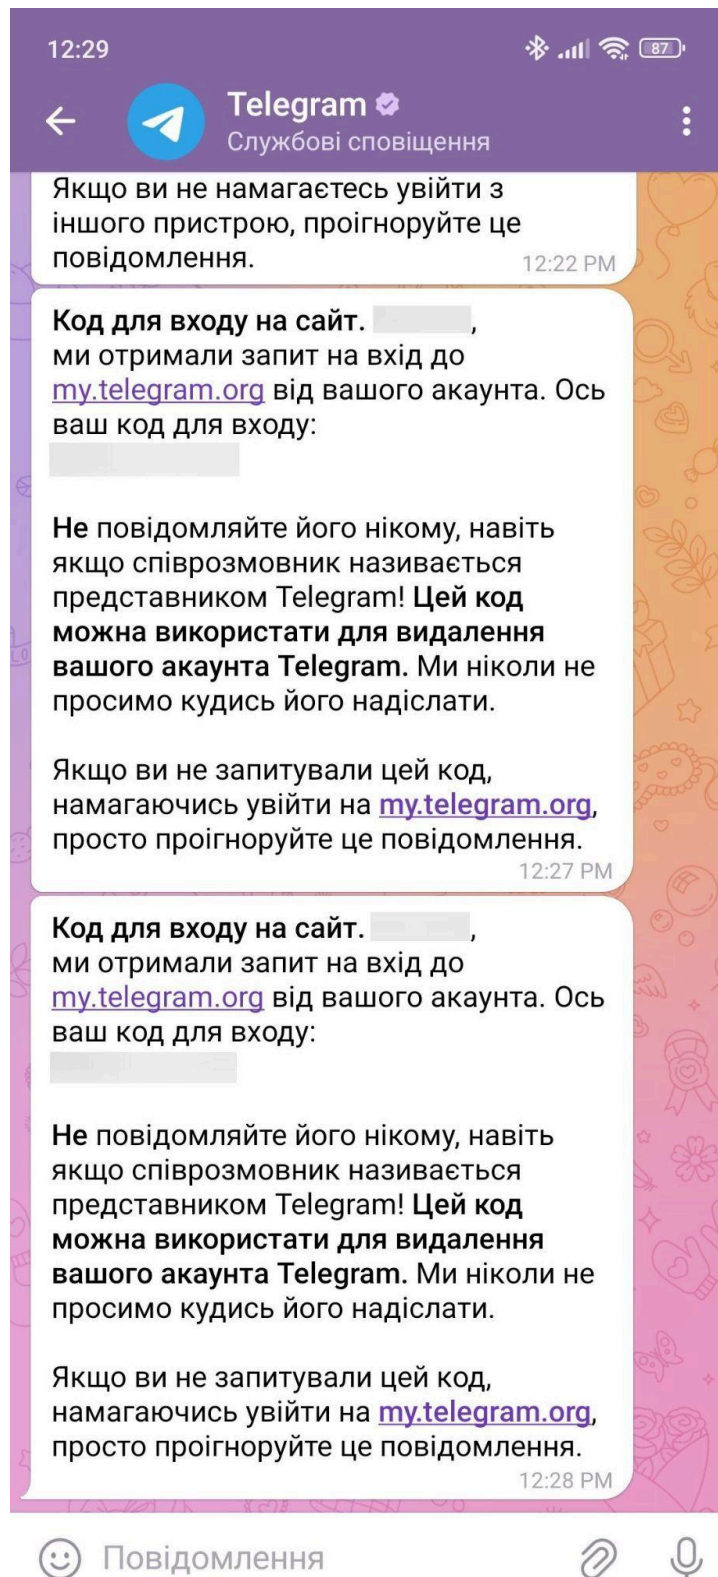 12:29
87
Telegram
Службові сповіщення
Якщо ви не намагаєтесь увійти з
іншого пристрою, проігноруйте це
повідомлення.
12:22 PM
Код для входу на сайт. ,
ми отримали запит на вхід до
my.telegram.org від вашого акаунта. Ось
ваш код для входу:
Не повідомляйте його нікому, навіть
якщо співрозмовник називається
представником Telegram! Цей код
можна використати для видалення
вашого акаунта Telegram. Ми ніколи не
просимо кудись його надіслати.
Якщо ви не запитували цей код,
намагаючись увійти на my.telegram.org,
просто проігноруйте це повідомлення.
12:27 PM
Код для входу на сайт. ,
ми отримали запит на вхід до
my.telegram.org від вашого акаунта. Ось
ваш код для входу:
Не повідомляйте його нікому, навіть
якщо співрозмовник називається
представником Telegram! Цей код
можна використати для видалення
вашого акаунта Telegram. Ми ніколи не
просимо кудись його надіслати.
Якщо ви не запитували цей код,
намагаючись увійти на my.telegram.org,
просто проігноруйте це повідомлення.
12:28 PM
Повідомлення